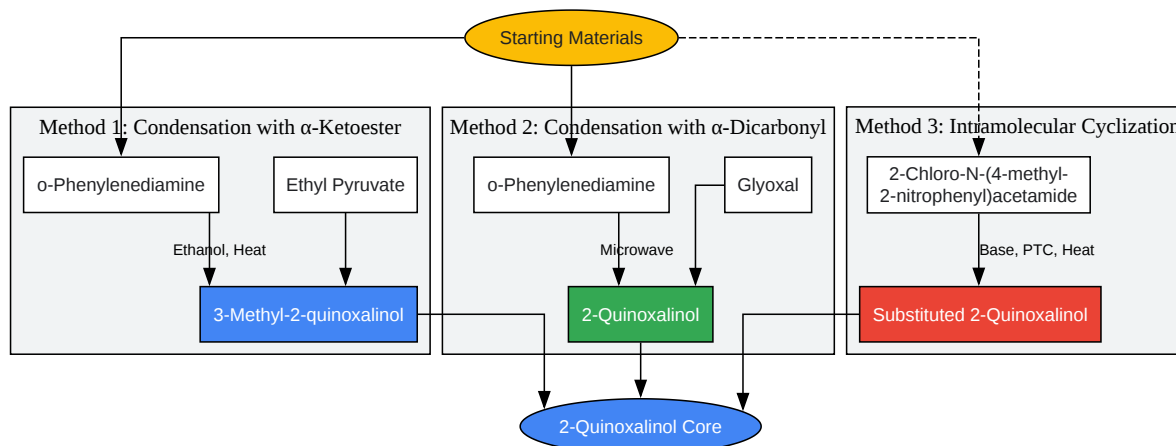 Starting Materials
Method 1: Condensation with α-Ketoester
Method 2: Condensation with α-Dicarbonyl
Method 3: Intramolecular Cyclization
o-Phenylenediamine
Ethyl Pyruvate
o-Phenylenediamine
Glyoxal
2-Chloro-N-(4-methyl-
2-nitrophenyl)acetamide
Ethanol, Heat
Microwave
Base, PTC, Heat
3-Methyl-2-quinoxalinol
2-Quinoxalinol
Substituted 2-Quinoxalinol
2-Quinoxalinol Core